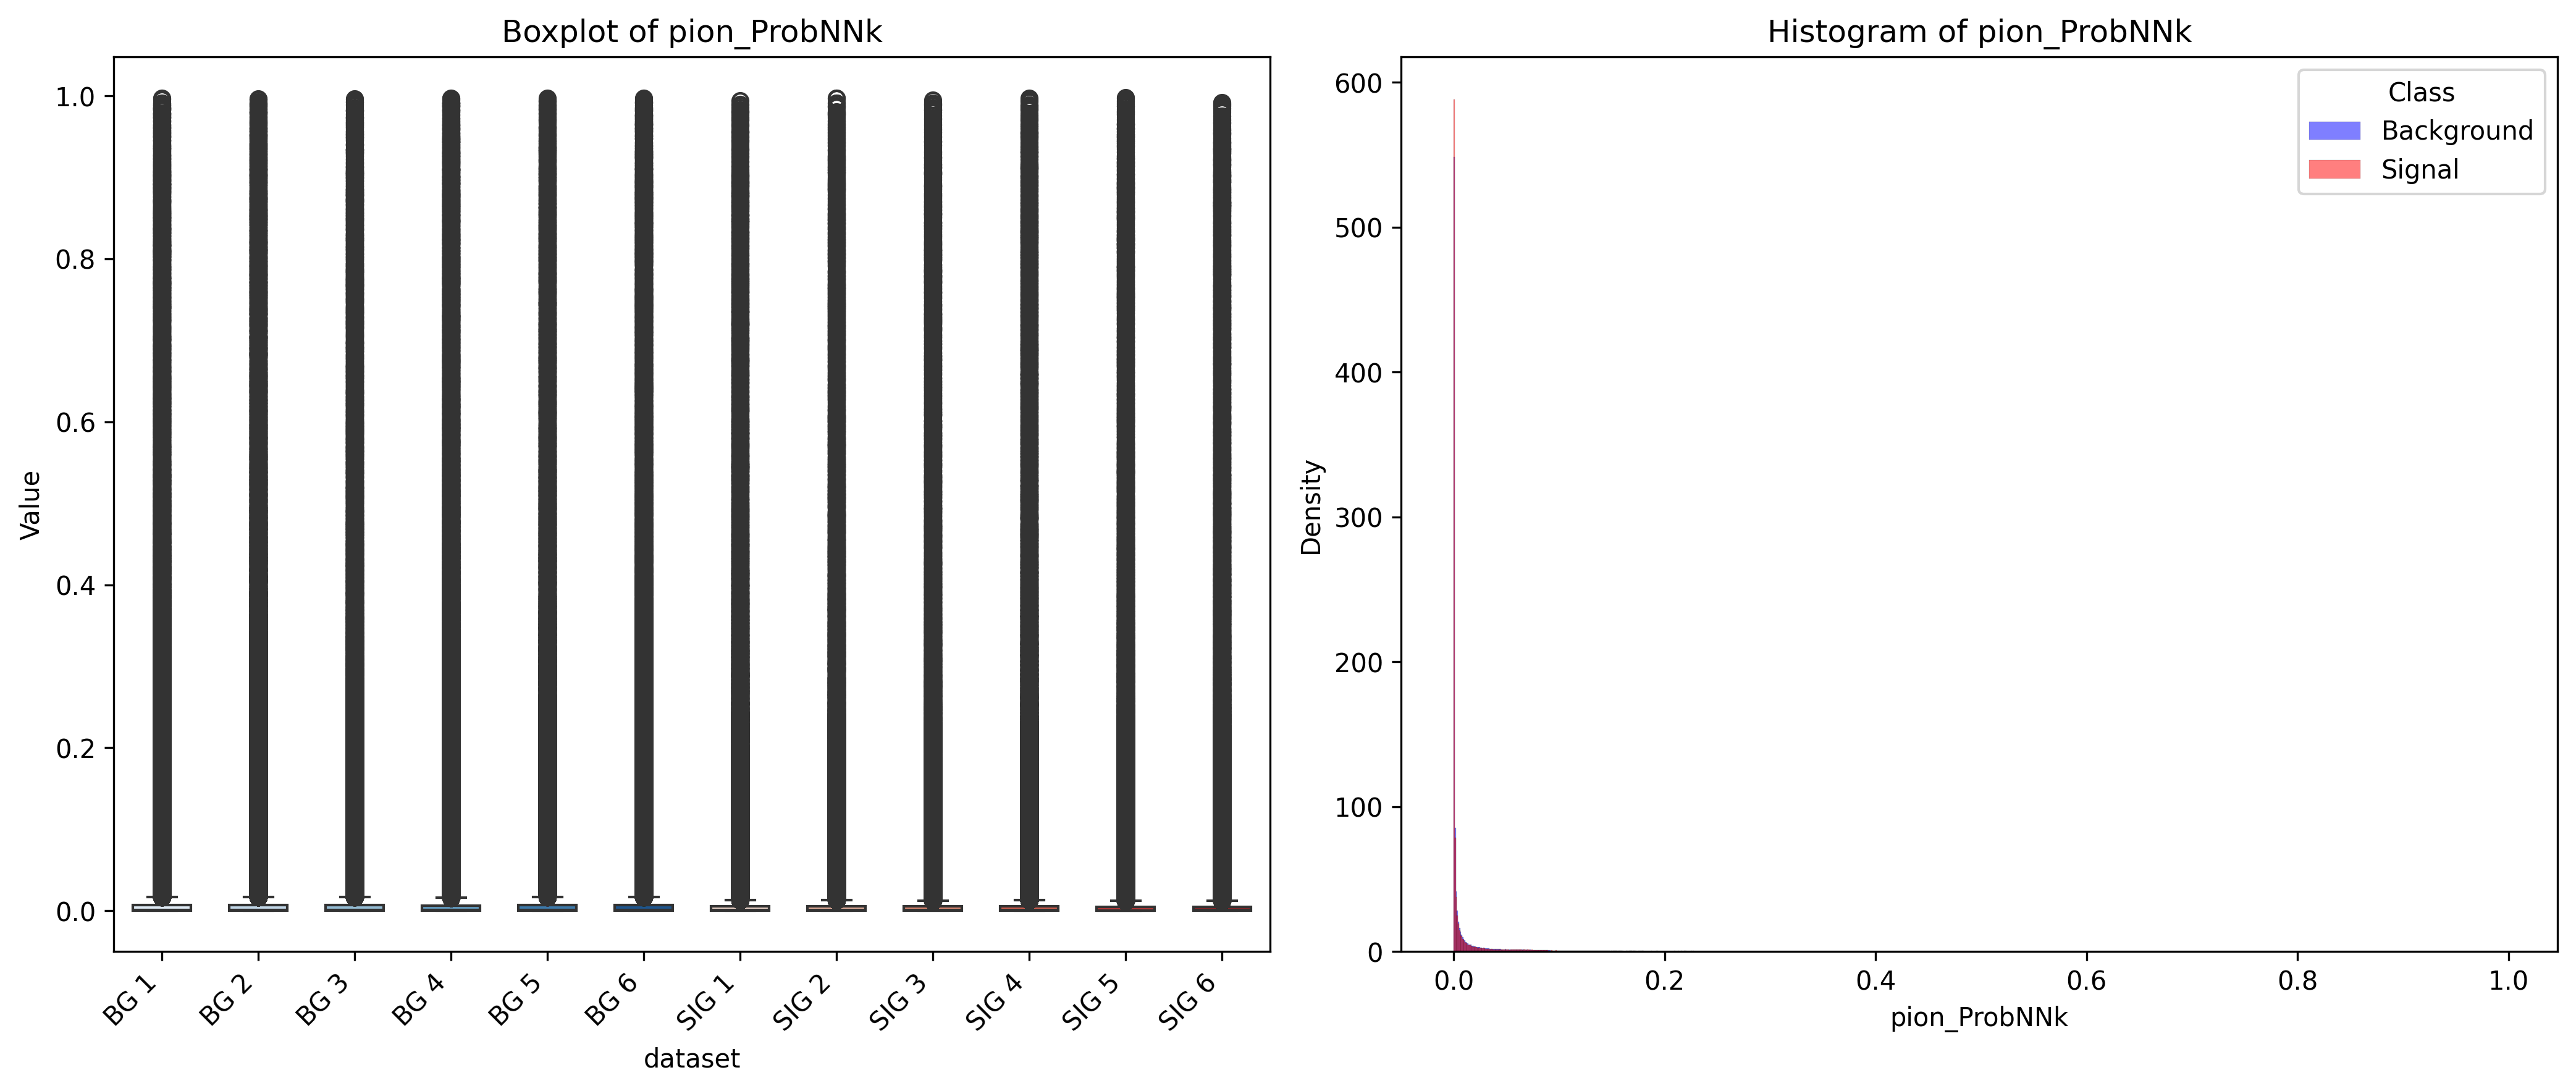 Boxplot of pion_ProbNNk
Value
1.0
0.8
0.6
0.4
0.2
0.0
BG 1
BG 2
BG 3
BG 4
BG 5
BG 6
SIG 1
SIG 2
SIG 3
SIG 4
SIG 5
SIG 6
dataset
Histogram of pion_ProbNNk
Density
600
500
400
300
200
100
0
Class
Background
Signal
0.0
0.2
0.4
0.6
0.8
1.0
pion_ProbNNk